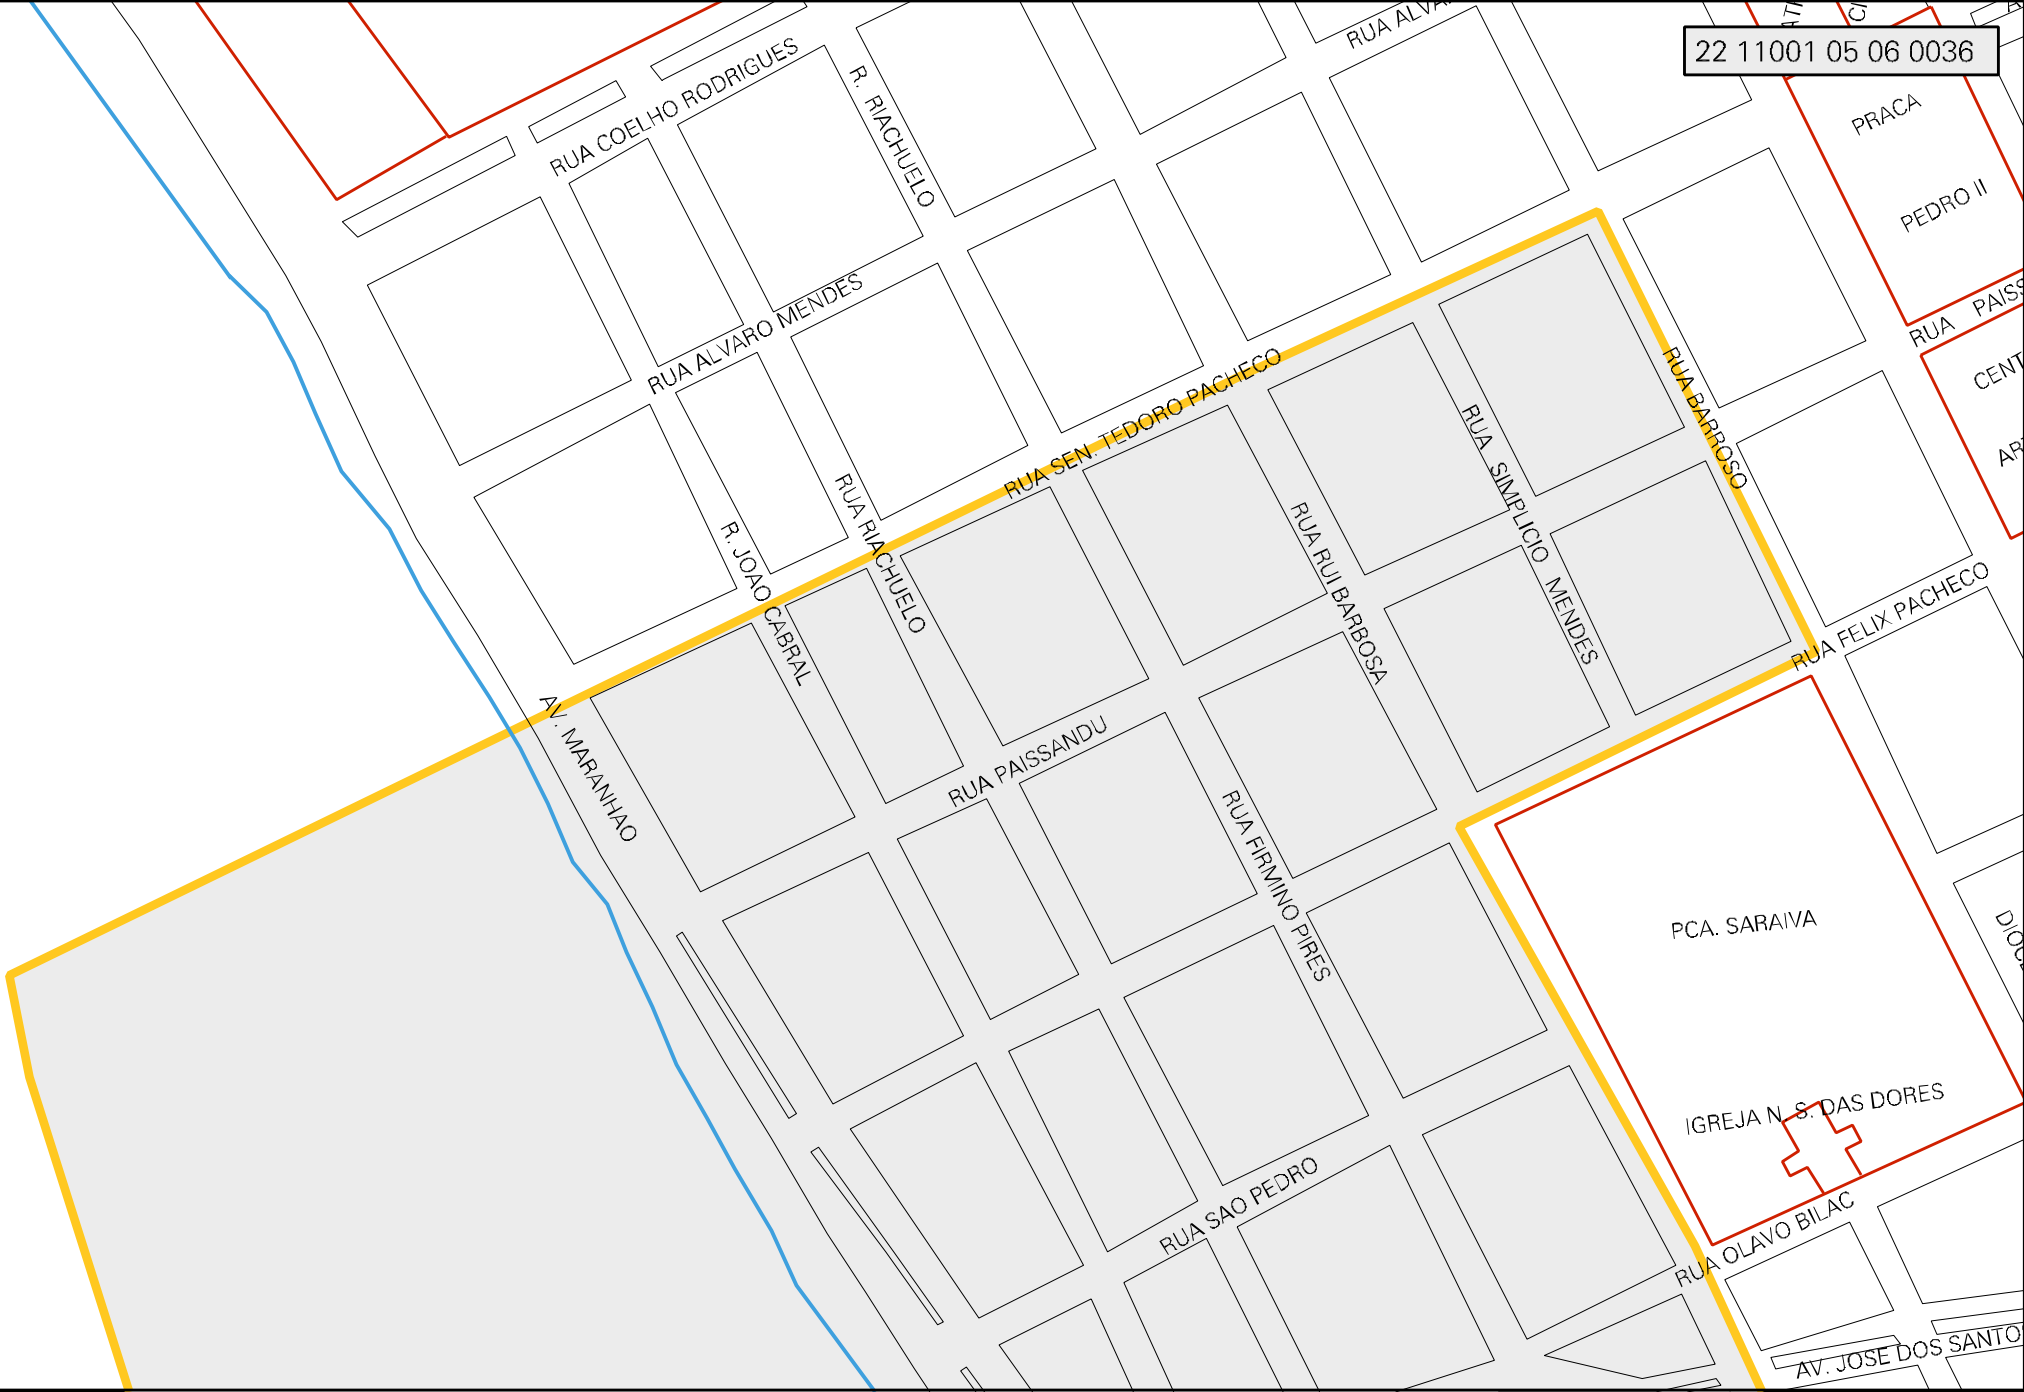 22 11001 05 06 0036
RUA COELHO RODRIGUES
R. RIACHUELO
PRACA
PEDRO II
RUA ALVARO MENDES
RUA SEN. TEDORO PACHECO
RUA BARROSO
RUA
RUA SIMPLICIO MENDES
RUA RIACHUELO
R. JOAO CABRAL
RUA RUI BARBOSA
RUA FELIX PACHECO
AV. MARANHAO
RUA PAISSANDU
RUA FIRMINO PIRES
PCA. SARAIVA
IGREJA N. S. DAS DORES
RUA SAO PEDRO
RUA OLAVO BILAC
AV. JOSE DOS